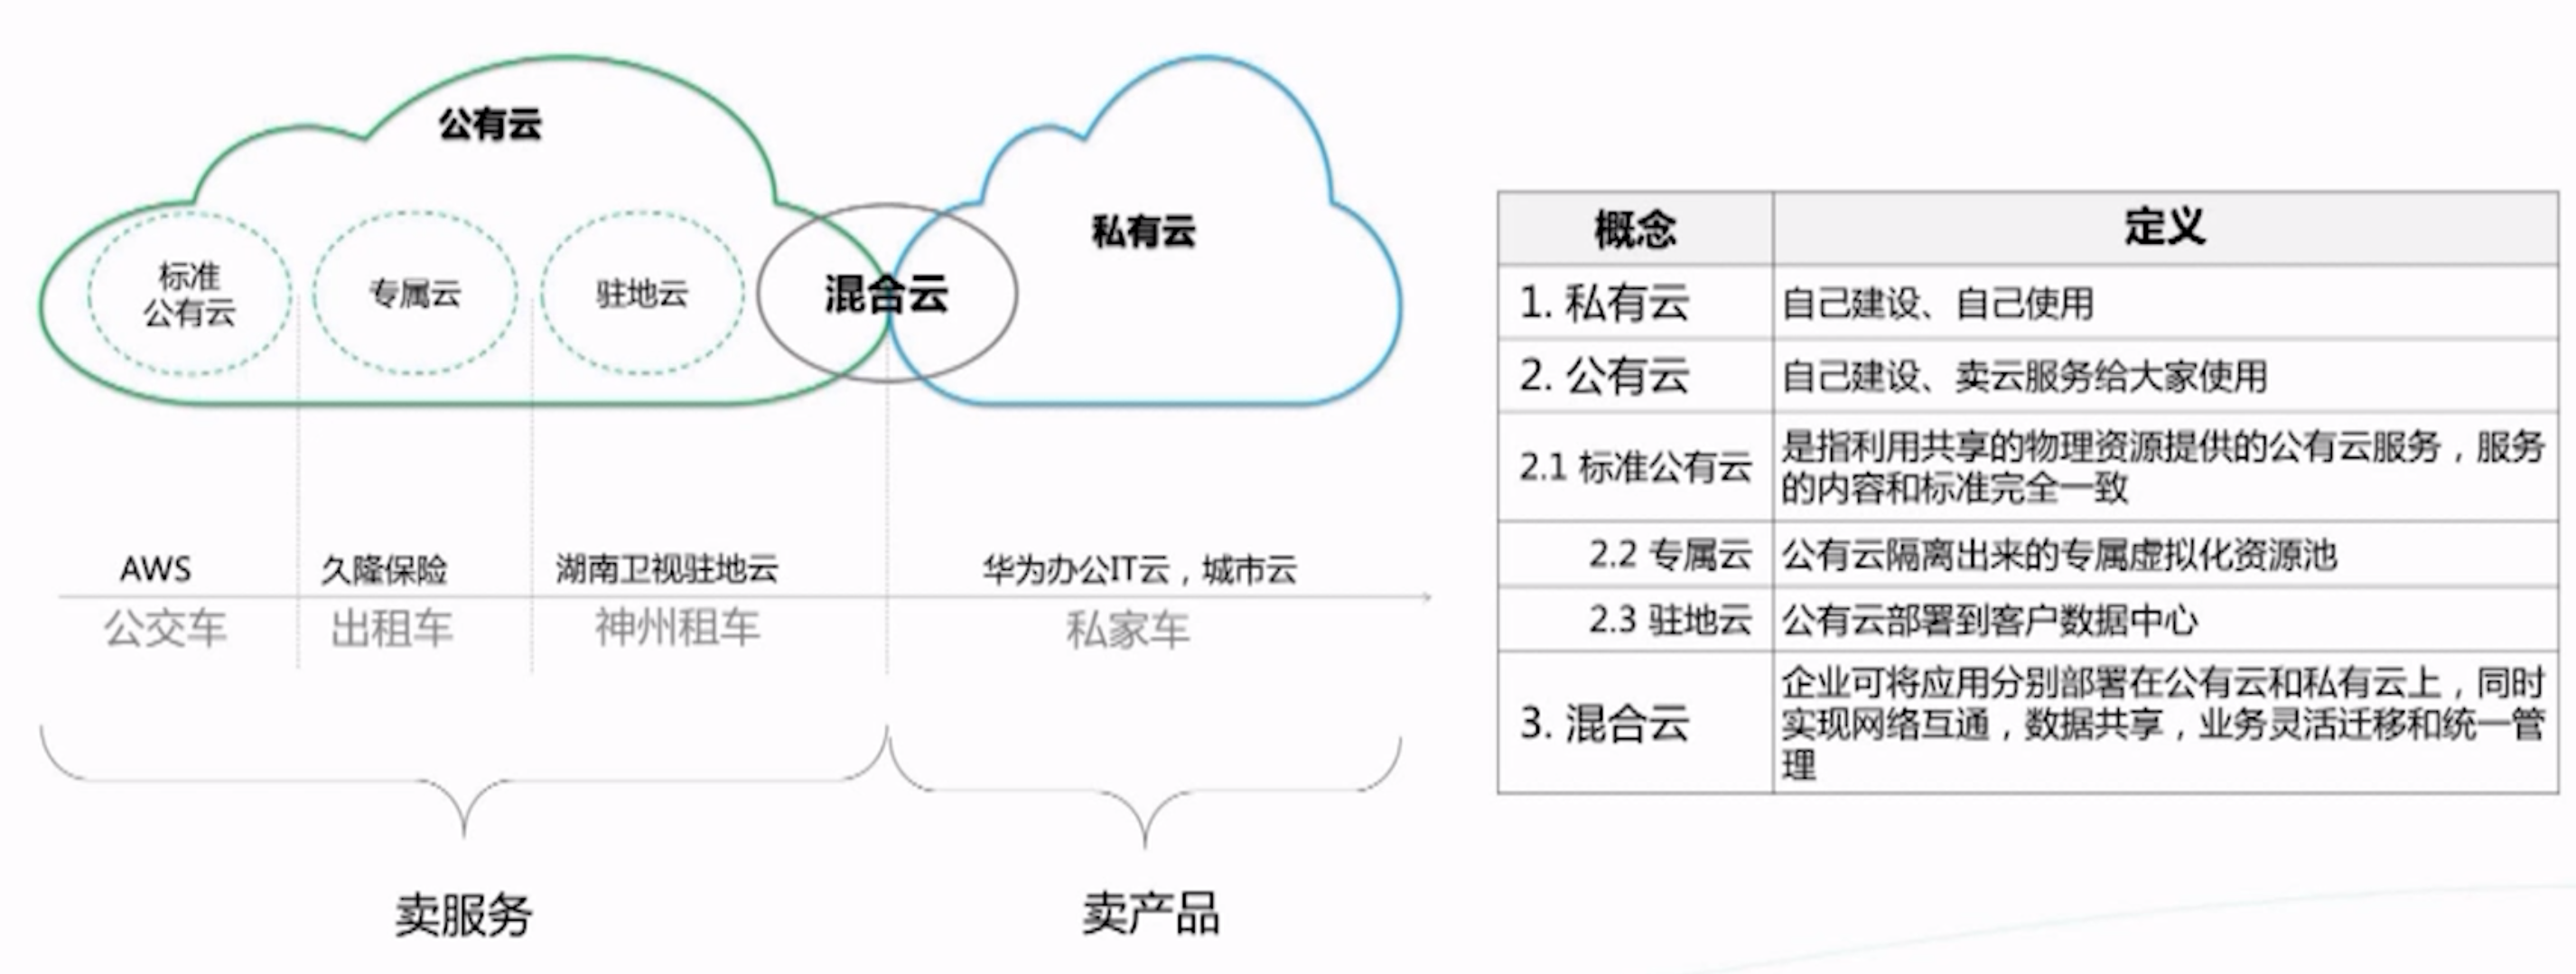 公有云
私有云
标准
公有云
专属云
驻地云
混合云
AWS
久隆保险
湖南卫视驻地云
华为办公IT云，城市云
公交车
出租车
神州租车
私家车
卖服务
卖产品
概念
定义
1. 私有云
自己建设、自己使用
2. 公有云
自己建设、卖云服务给大家使用
2.1 标准公有云
是指利用共享的物理资源提供的公有云服务，服务
的内容和标准完全一致
2.2 专属云
公有云隔离出来的专属虚拟化资源池
2.3 驻地云
公有云部署到客户数据中心
3. 混合云
企业可将应用分别部署在公有云和私有云上，同时
实现网络互通，数据共享，业务灵活迁移和统一管
理